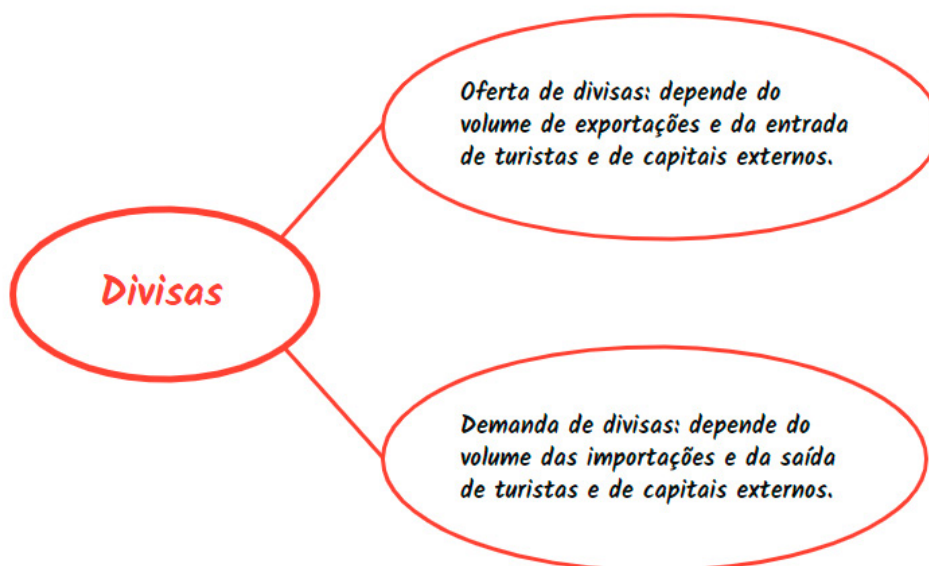 Divisas
Oferta de divisas: depende do
volume de exportações e da entrada
de turistas e de capitais externos.
Demanda de divisas: depende do
volume das importações e da saída
de turistas e de capitais externos.